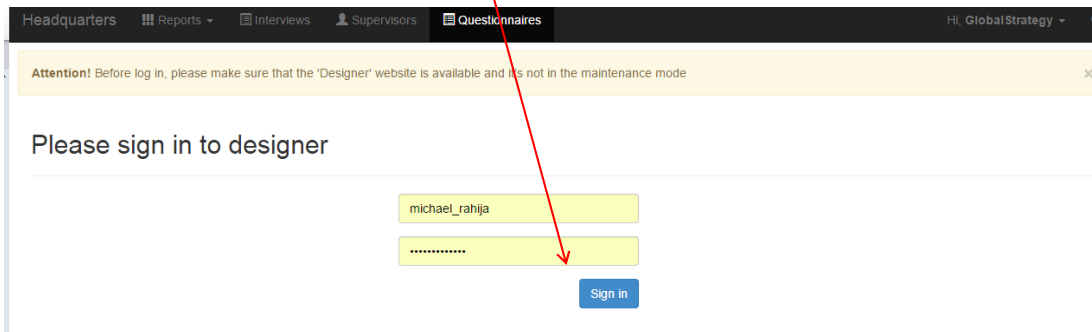 Headquarters Reports Interviews Supervisors Questionnaires Hi, GlobalStrategy
Attention! Before log in, please make sure that the 'Designer' website is available and it's not in the maintenance mode ×
Please sign in to designer
michael_rahija
•••••••••••••
Sign in